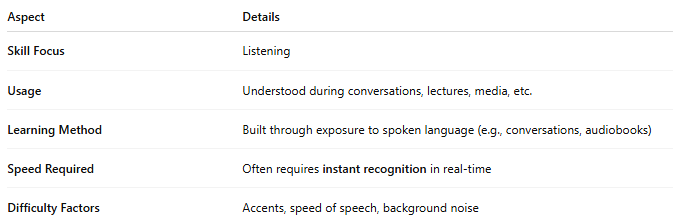 Aspect Details
Skill Focus Listening
Usage Understood during conversations, lectures, media, etc.
Learning Method Built through exposure to spoken language (e.g., conversations, audiobooks)
Speed Required Often requires instant recognition in real-time
Difficulty Factors Accents, speed of speech, background noise